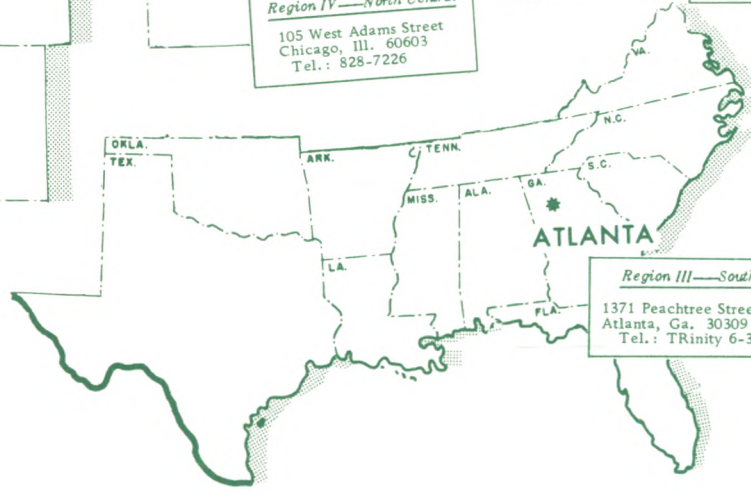 Region IV—North Central
105 West Adams Street
Chicago, Ill. 60603
Tel.: 828-7226
VA.
N.C.
OKLA.
TEX.
ARK.
TENN.
S.C.
MISS.
ALA.
GA.
ATLANTA
LA.
FLA.
Region III—South
1371 Peachtree Stree
Atlanta, Ga. 30309
Tel.: TRinity 6-3